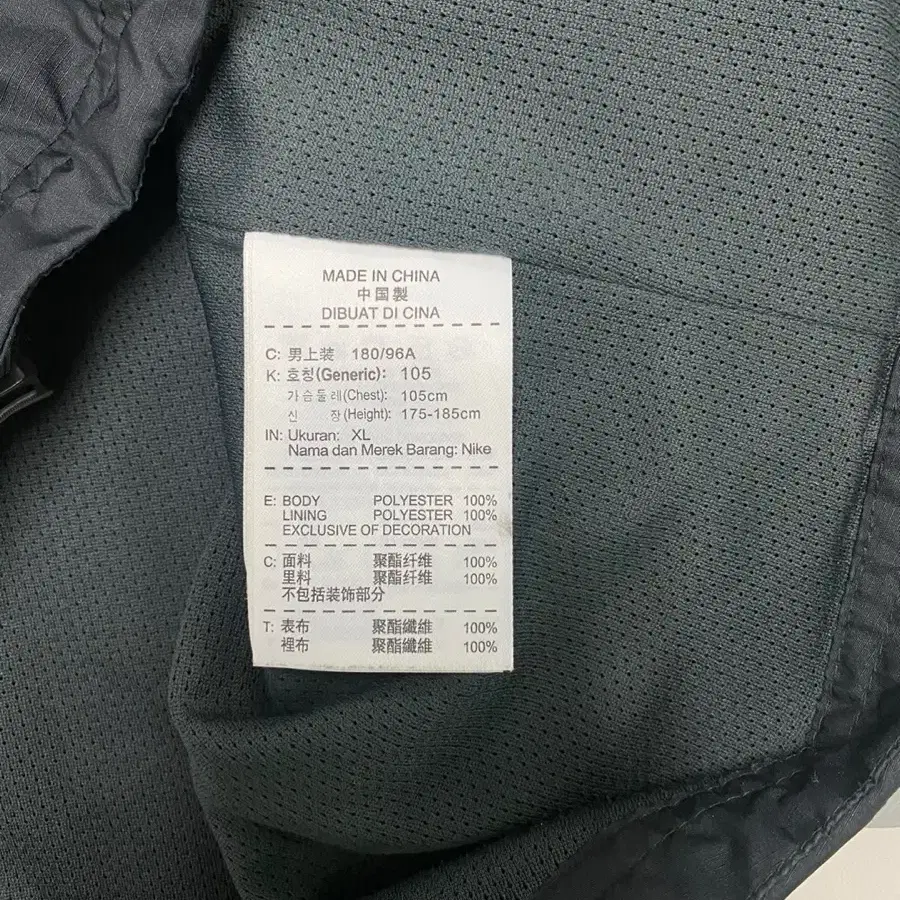 MADE IN CHINA
中国製
DIBUAT DI CINA
C: 男上装 180/96A
K: 호칭(Generic): 105
가슴둘레(Chest): 105cm
신 장(Height): 175-185cm
IN: Ukuran: XL
Nama dan Merek Barang: Nike
E: BODY POLYESTER 100%
LINING POLYESTER 100%
EXCLUSIVE OF DECORATION
C: 面料 聚酯纤维 100%
里料 聚酯纤维 100%
不包括装饰部分
T: 表布 聚酯纖維 100%
裡布 聚酯纖維 100%